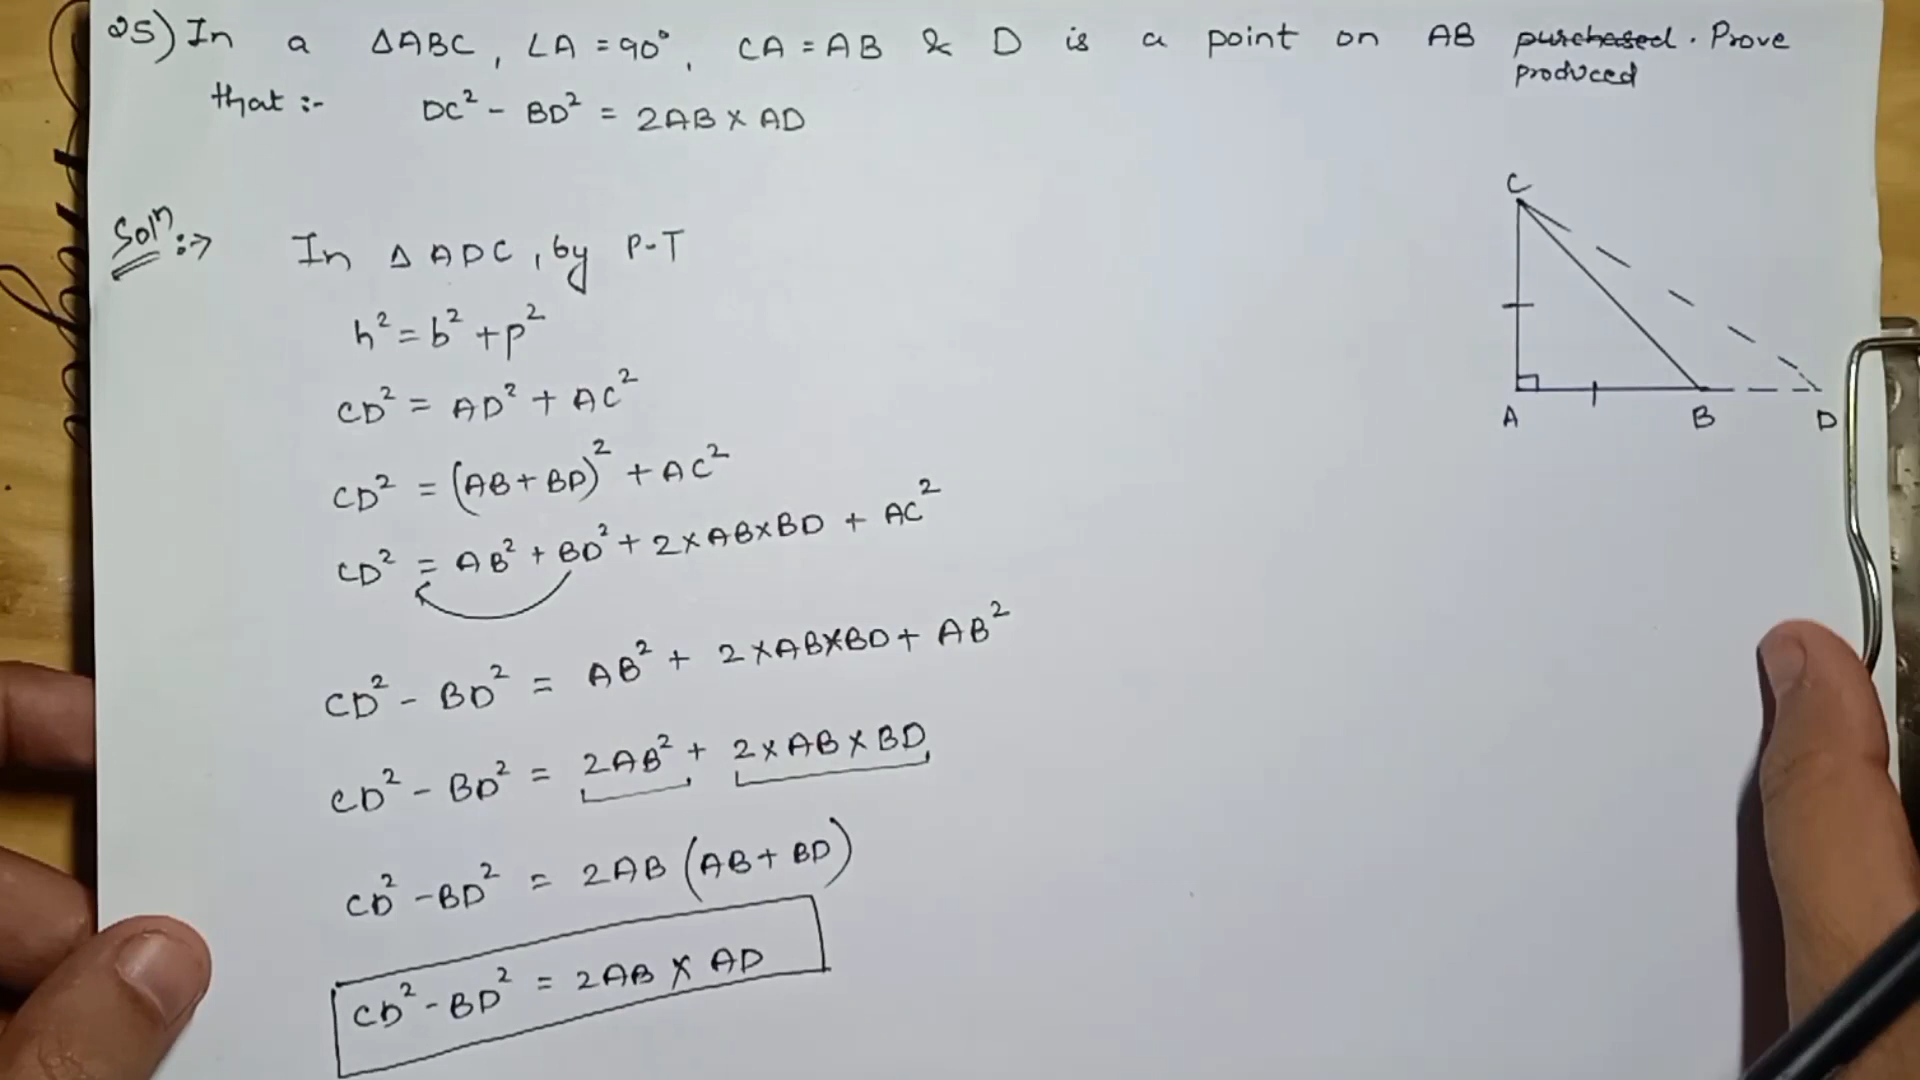 25) In a ΔABC, ∠A = 90°, CA = AB & D is a point on AB purchased. Prove
produced
that :- DC² - BD² = 2AB × AD
Solⁿ :→ In Δ ADC, by P-T
h² = b² + p²
CD² = AD² + AC²
CD² = (AB + BD)² + AC²
CD² = AB² + BD² + 2×AB×BD + AC²
CD² - BD² = AB² + 2×AB×BD + AB²
CD² - BD² = 2AB² + 2×AB×BD
CD² - BD² = 2AB (AB + BD)
CD² - BD² = 2AB × AD
C
A B D